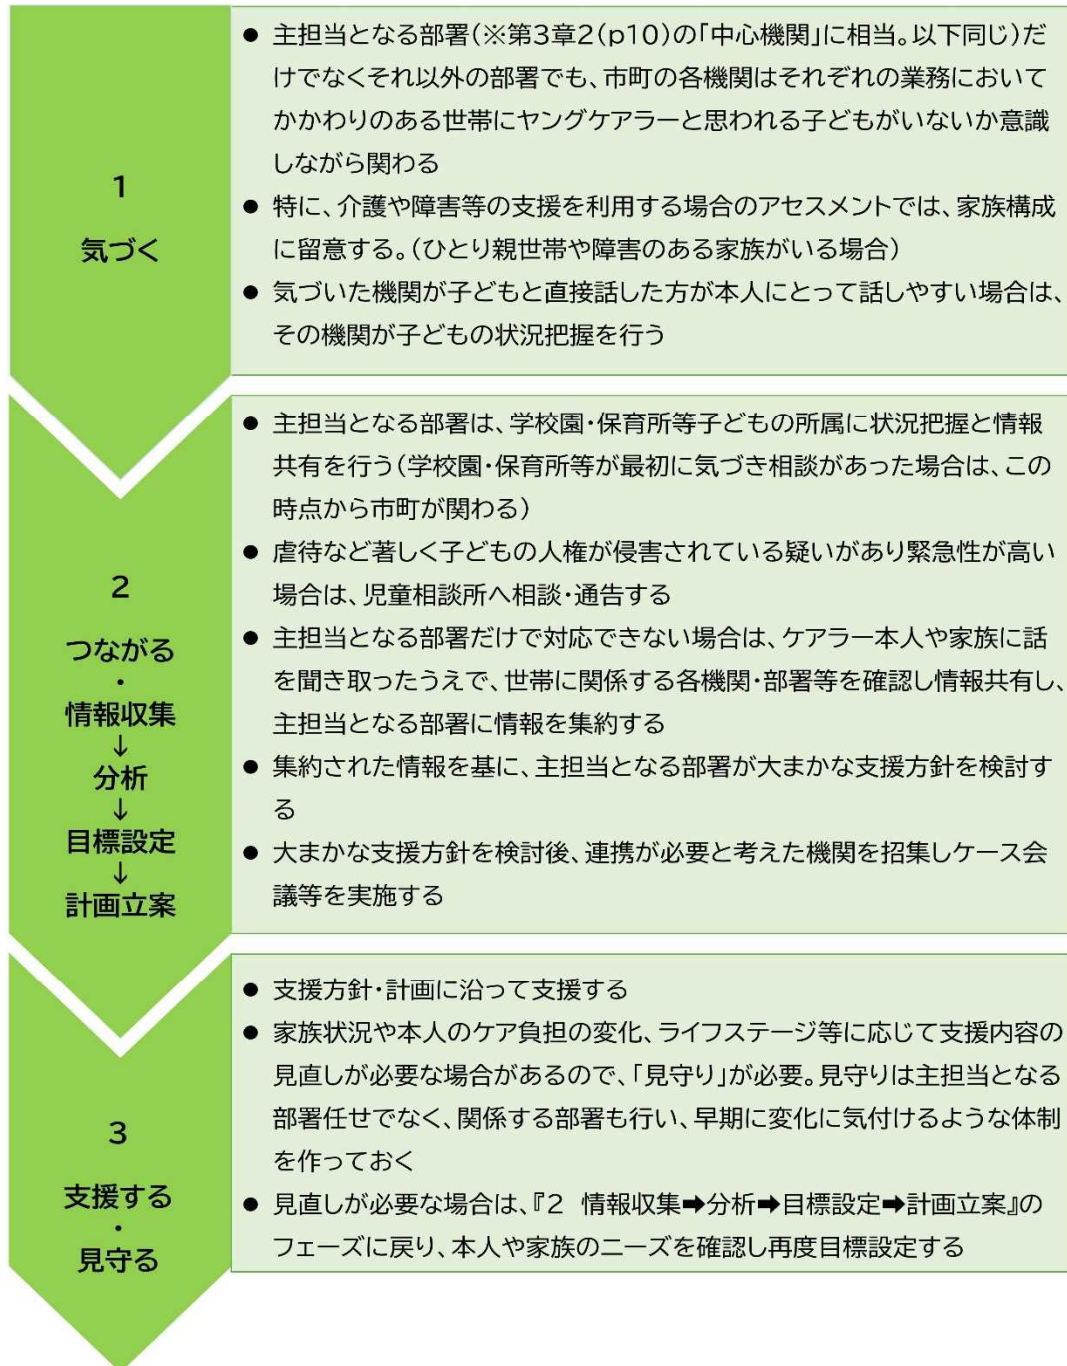 1
気づく
● 主担当となる部署(※第3章2(p10)の「中心機関」に相当。以下同じ)だ
けでなくそれ以外の部署でも、市町の各機関はそれぞれの業務において
かかわりのある世帯にヤングケアラーと思われる子どもがいないか意識
しながら関わる
● 特に、介護や障害等の支援を利用する場合のアセスメントでは、家族構成
に留意する。(ひとり親世帯や障害のある家族がいる場合)
● 気づいた機関が子どもと直接話した方が本人にとって話しやすい場合は、
その機関が子どもの状況把握を行う
2
つながる
・
情報収集
↓
分析
↓
目標設定
↓
計画立案
● 主担当となる部署は、学校園・保育所等子どもの所属に状況把握と情報
共有を行う(学校園・保育所等が最初に気づき相談があった場合は、この
時点から市町が関わる)
● 虐待など著しく子どもの人権が侵害されている疑いがあり緊急性が高い
場合は、児童相談所へ相談・通告する
● 主担当となる部署だけで対応できない場合は、ケアラー本人や家族に話
を聞き取ったうえで、世帯に関係する各機関・部署等を確認し情報共有し、
主担当となる部署に情報を集約する
● 集約された情報を基に、主担当となる部署が大まかな支援方針を検討す
る
● 大まかな支援方針を検討後、連携が必要と考えた機関を招集しケース会
議等を実施する
3
支援する
・
見守る
● 支援方針・計画に沿って支援する
● 家族状況や本人のケア負担の変化、ライフステージ等に応じて支援内容の
見直しが必要な場合があるので、「見守り」が必要。見守りは主担当となる
部署任せでなく、関係する部署も行い、早期に変化に気付けるような体制
を作っておく
● 見直しが必要な場合は、『2 情報収集➡分析➡目標設定➡計画立案』の
フェーズに戻り、本人や家族のニーズを確認し再度目標設定する